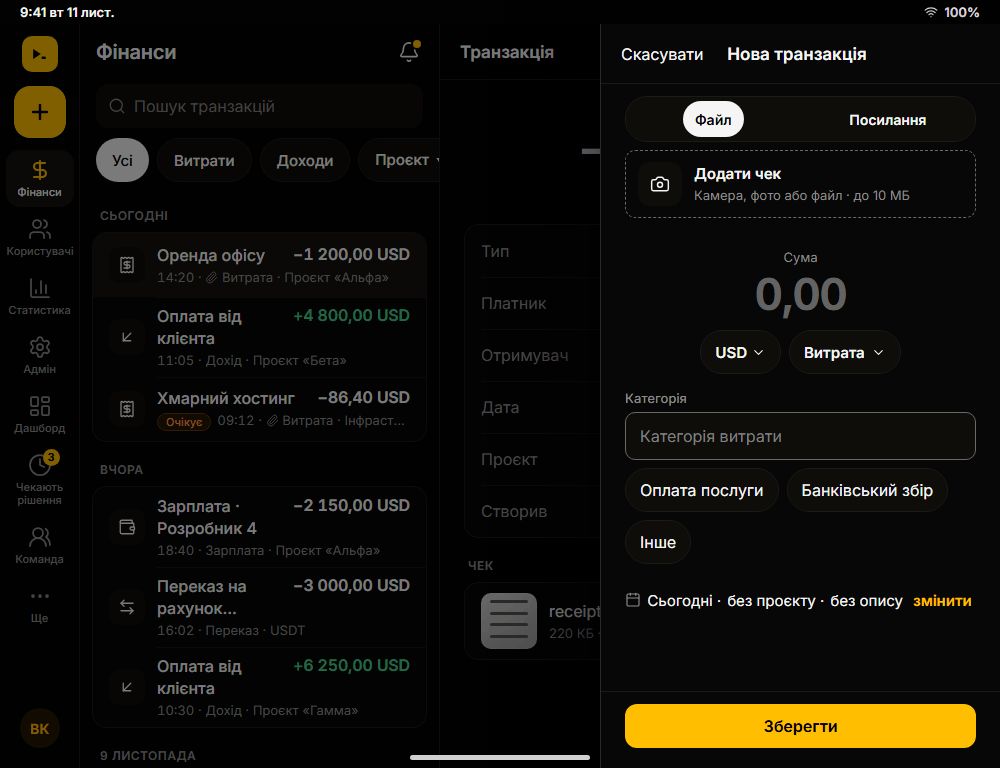 9:41 вт 11 лист.
100%
Фінанси
Транзакція
Скасувати
Нова транзакція
Пошук транзакцій
Файл
Посилання
Усі
Витрати
Доходи
Проєкт
Додати чек
Камера, фото або файл · до 10 МБ
Фінанси
Користувачі
Статистика
Адмін
Дашборд
3
Чекають
рішення
Команда
Ще
ВК
СЬОГОДНІ
Оренда офісу
−1 200,00 USD
14:20 · Витрата · Проєкт «Альфа»
Оплата від
клієнта
+4 800,00 USD
11:05 · Дохід · Проєкт «Бета»
Хмарний хостинг
−86,40 USD
Очікує
09:12 · Витрата · Інфраст...
ВЧОРА
Зарплата ·
Розробник 4
−2 150,00 USD
18:40 · Зарплата · Проєкт «Альфа»
Переказ на
рахунок...
−3 000,00 USD
16:02 · Переказ · USDT
Оплата від
клієнта
+6 250,00 USD
10:30 · Дохід · Проєкт «Гамма»
9 ЛИСТОПАДА
Тип
Платник
Отримувач
Дата
Проєкт
Створив
ЧЕК
receipt
220 КБ ·
Сума
0,00
USD
Витрата
Категорія
Категорія витрати
Оплата послуги
Банківський збір
Інше
Сьогодні · без проєкту · без опису змінити
Зберегти